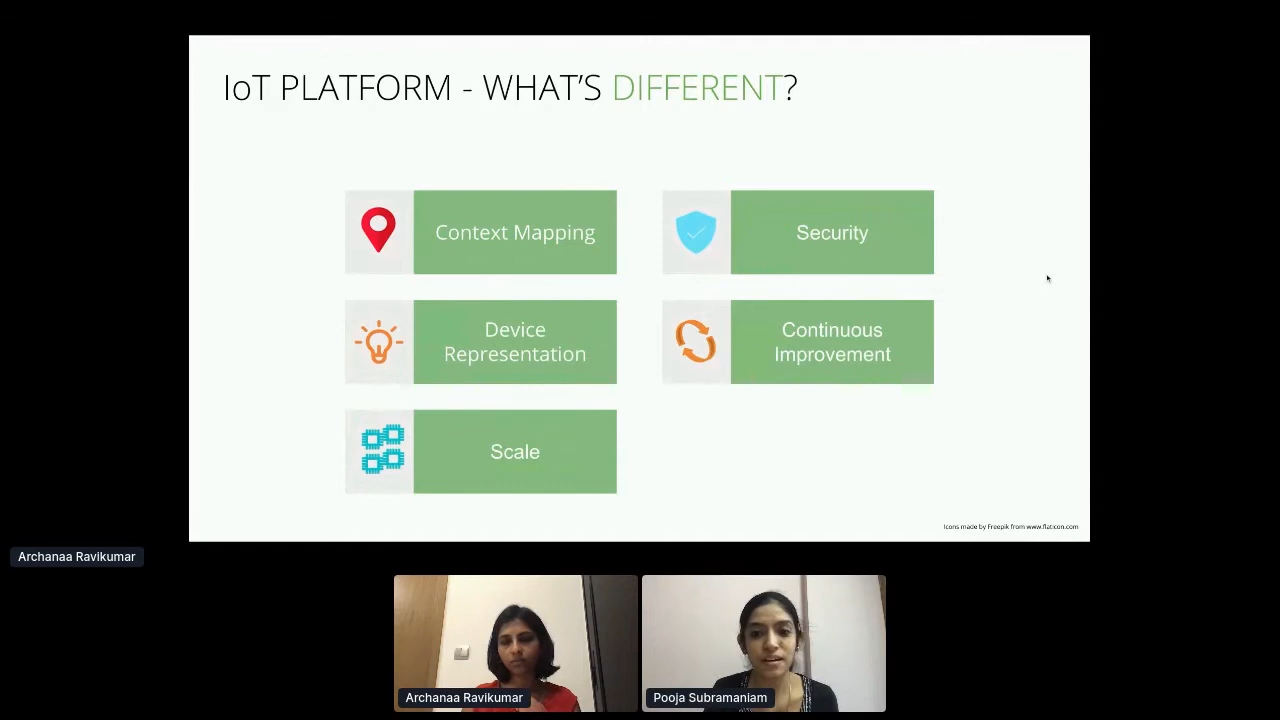 IoT PLATFORM - WHAT'S DIFFERENT?
Context Mapping
Security
Device
Representation
Continuous
Improvement
Scale
Icons made by Freepik from www.flaticon.com
Archanaa Ravikumar
Archanaa Ravikumar
Pooja Subramaniam